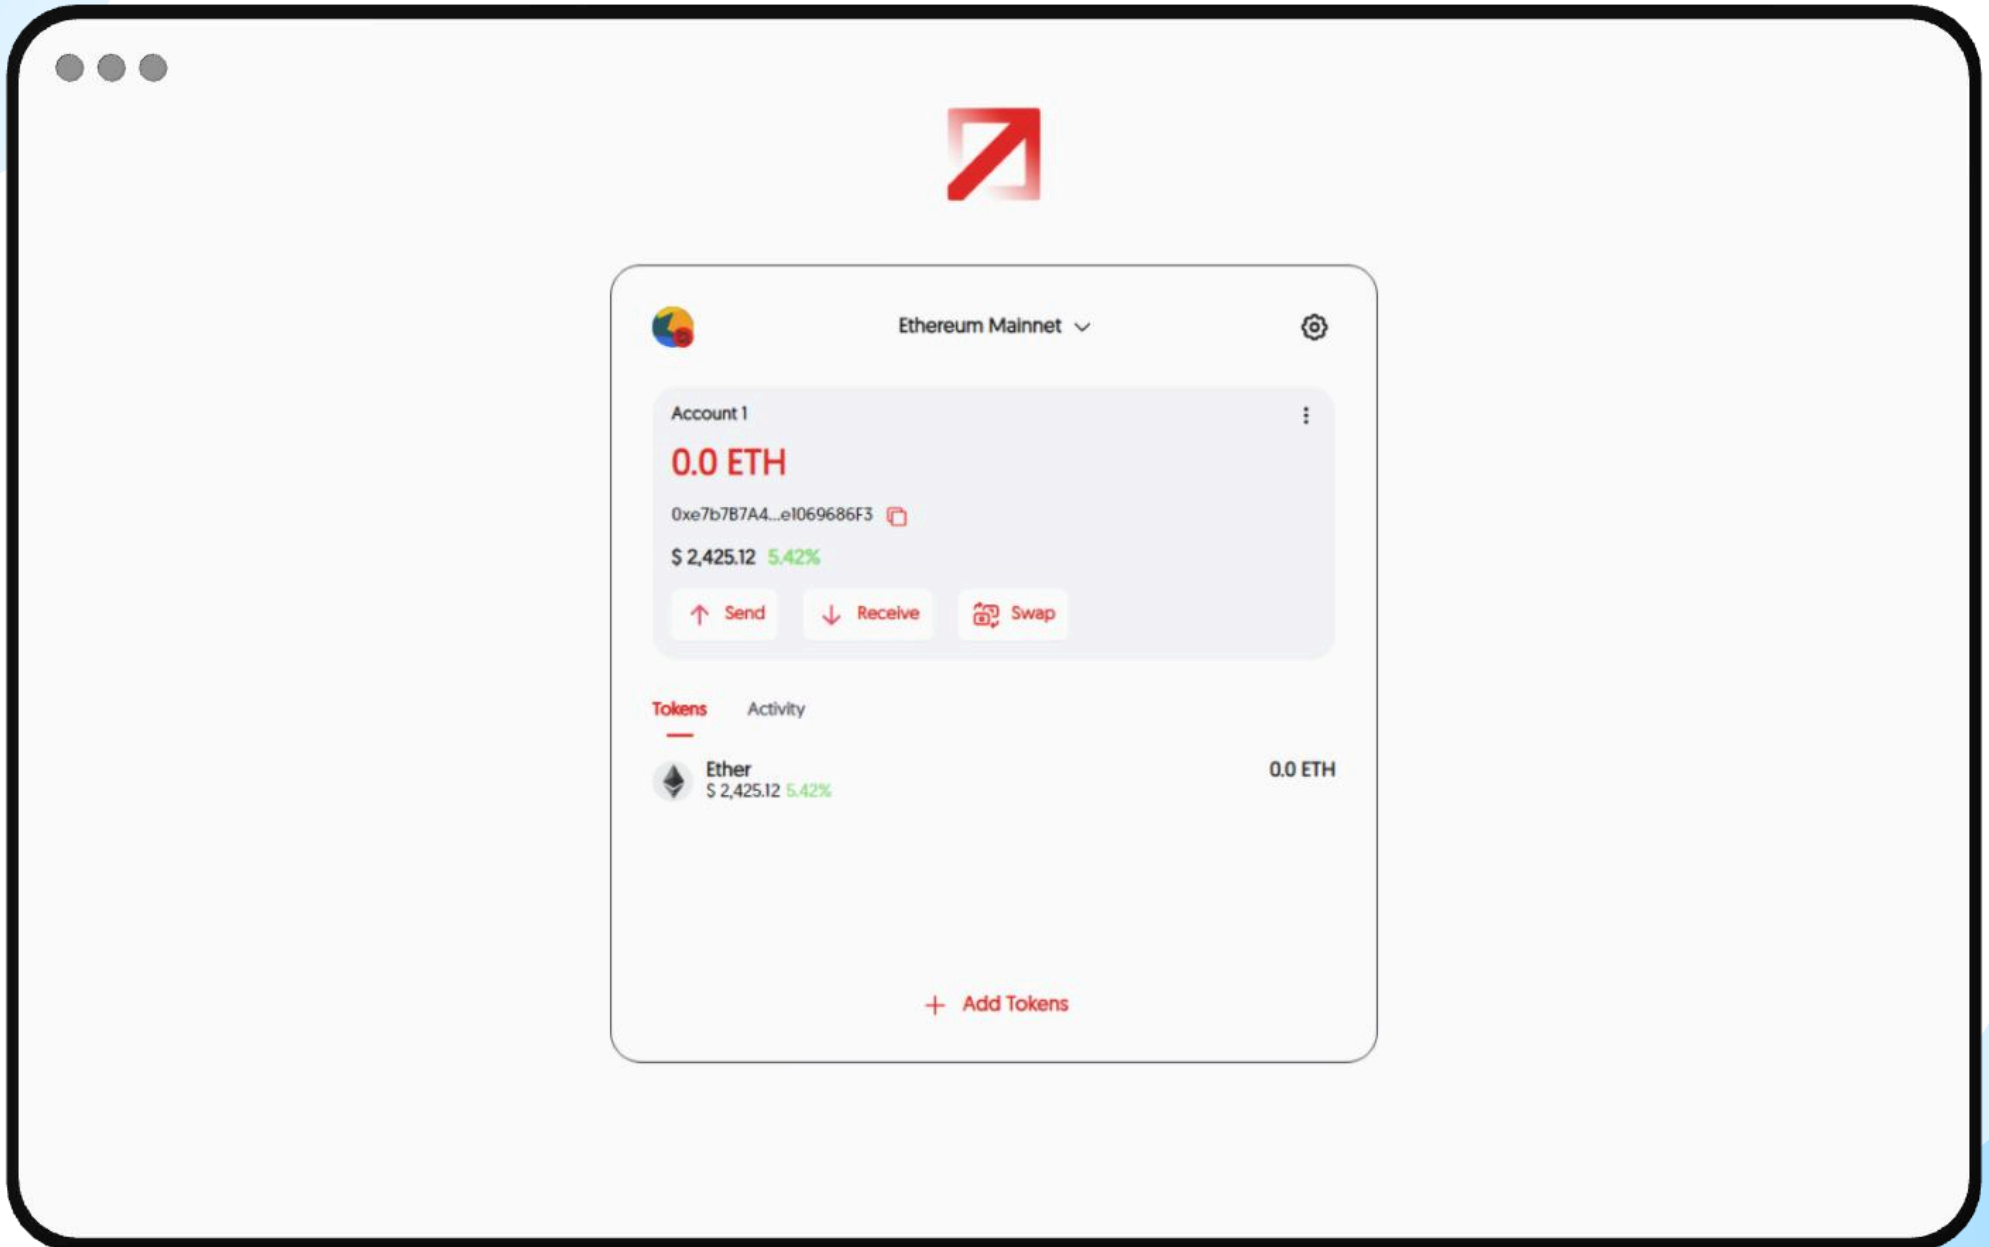 Ethereum Mainnet
Account 1
0.0 ETH
0xe7b7B7A4...e1069686F3
$ 2,425.12 5.42%
Send Receive Swap
Tokens Activity
Ether 0.0 ETH
$ 2,425.12 5.42%
+ Add Tokens